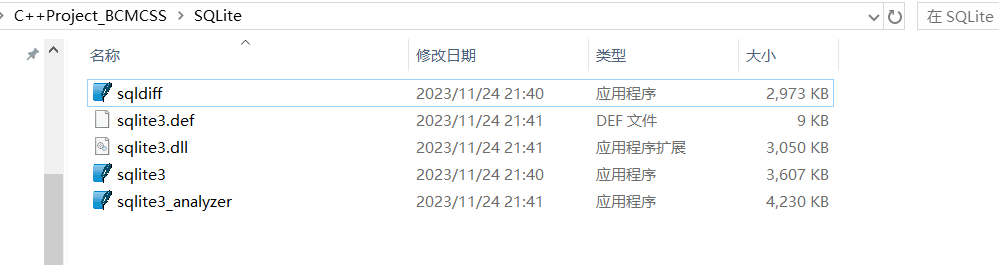 C++Project_BCMCSS > SQLite 在 SQLite
名称 修改日期 类型 大小
sqldiff 2023/11/24 21:40 应用程序 2,973 KB
sqlite3.def 2023/11/24 21:41 DEF 文件 9 KB
sqlite3.dll 2023/11/24 21:41 应用程序扩展 3,050 KB
sqlite3 2023/11/24 21:40 应用程序 3,607 KB
sqlite3_analyzer 2023/11/24 21:41 应用程序 4,230 KB